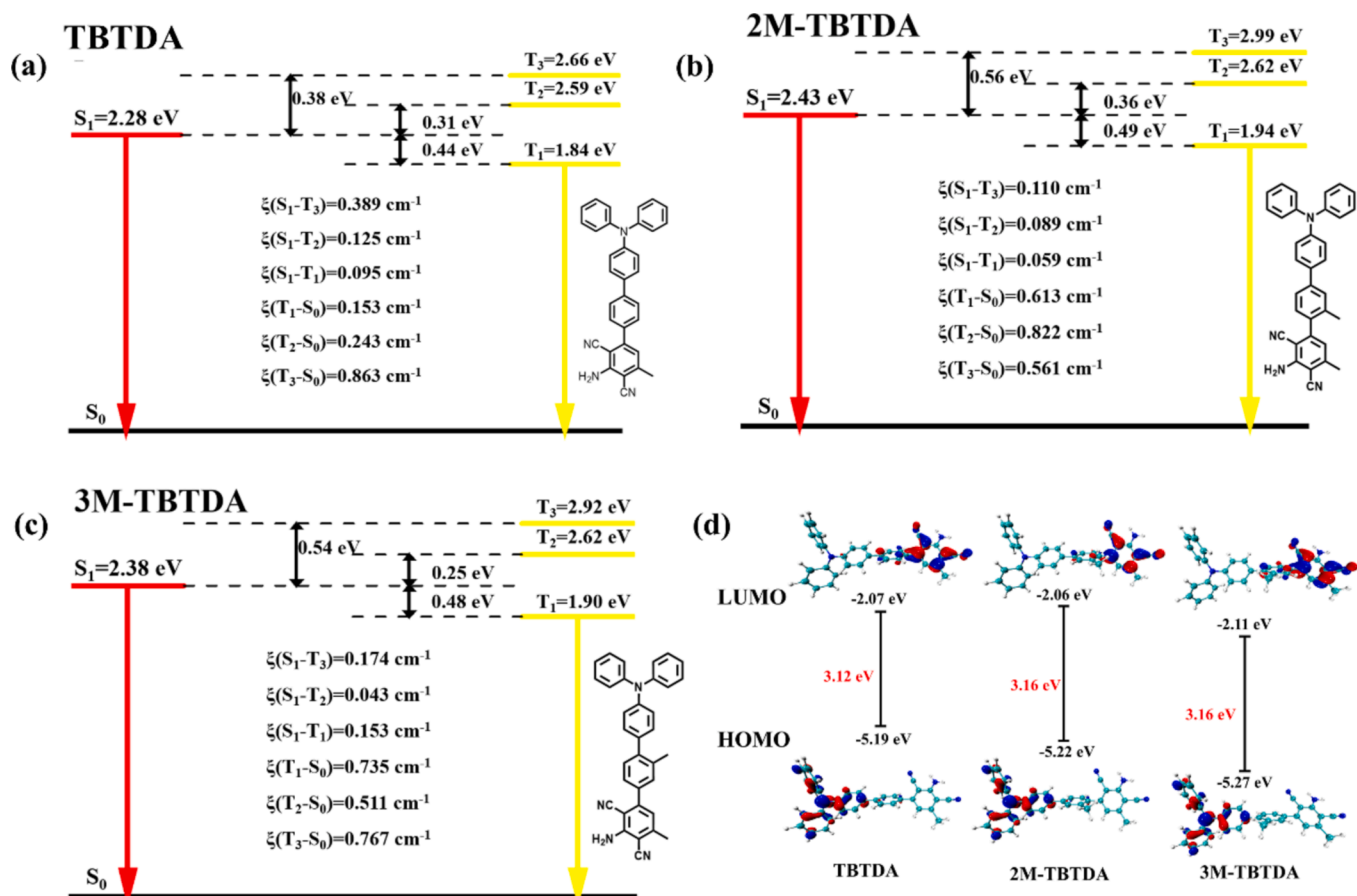 (a)
TBTDA
T₃=2.66 eV
0.38 eV
T₂=2.59 eV
S₁=2.28 eV
0.31 eV
0.44 eV
T₁=1.84 eV
ξ(S₁-T₃)=0.389 cm⁻¹
ξ(S₁-T₂)=0.125 cm⁻¹
ξ(S₁-T₁)=0.095 cm⁻¹
ξ(T₁-S₀)=0.153 cm⁻¹
ξ(T₂-S₀)=0.243 cm⁻¹
ξ(T₃-S₀)=0.863 cm⁻¹
N
NC
H₂N
CN
S₀
(b)
2M-TBTDA
T₃=2.99 eV
0.56 eV
T₂=2.62 eV
S₁=2.43 eV
0.36 eV
0.49 eV
T₁=1.94 eV
ξ(S₁-T₃)=0.110 cm⁻¹
ξ(S₁-T₂)=0.089 cm⁻¹
ξ(S₁-T₁)=0.059 cm⁻¹
ξ(T₁-S₀)=0.613 cm⁻¹
ξ(T₂-S₀)=0.822 cm⁻¹
ξ(T₃-S₀)=0.561 cm⁻¹
N
NC
H₂N
CN
S₀
(c)
3M-TBTDA
T₃=2.92 eV
0.54 eV
T₂=2.62 eV
S₁=2.38 eV
0.25 eV
0.48 eV
T₁=1.90 eV
ξ(S₁-T₃)=0.174 cm⁻¹
ξ(S₁-T₂)=0.043 cm⁻¹
ξ(S₁-T₁)=0.153 cm⁻¹
ξ(T₁-S₀)=0.735 cm⁻¹
ξ(T₂-S₀)=0.511 cm⁻¹
ξ(T₃-S₀)=0.767 cm⁻¹
N
NC
H₂N
CN
S₀
(d)
LUMO
-2.07 eV
-2.06 eV
-2.11 eV
3.12 eV
3.16 eV
3.16 eV
HOMO
-5.19 eV
-5.22 eV
-5.27 eV
TBTDA
2M-TBTDA
3M-TBTDA